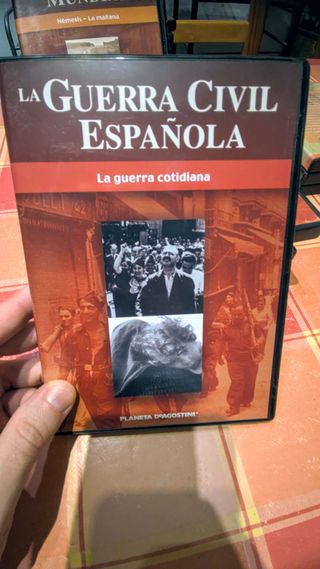 Némesis – La mañana
LA GUERRA CIVIL
ESPAÑOLA
La guerra cotidiana
PLANETA DEAGOSTINI